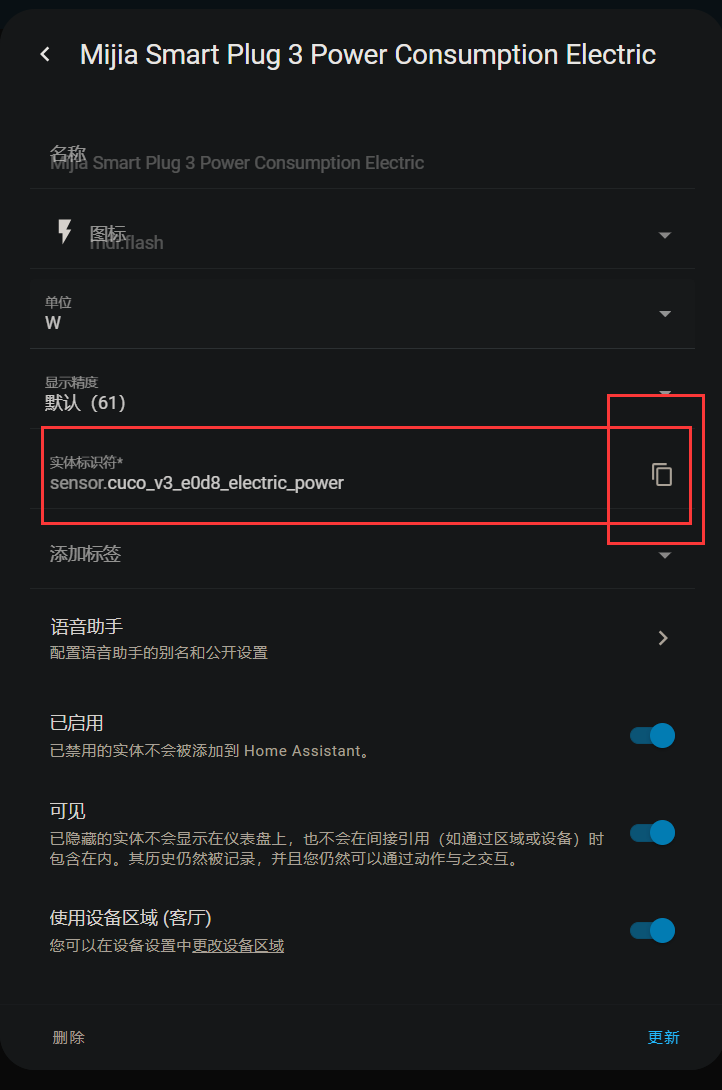 Mijia Smart Plug 3 Power Consumption Electric
名称
Mijia Smart Plug 3 Power Consumption Electric
图标
mdi:flash
单位
W
显示精度
默认（61）
实体标识符*
sensor.cuco_v3_e0d8_electric_power
添加标签
语音助手
配置语音助手的别名和公开设置
已启用
已禁用的实体不会被添加到 Home Assistant。
可见
已隐藏的实体不会显示在仪表盘上，也不会在间接引用（如通过区域或设备）时
包含在内。其历史仍然被记录，并且您仍然可以通过动作与之交互。
使用设备区域 (客厅)
您可以在设备设置中更改设备区域
删除
更新